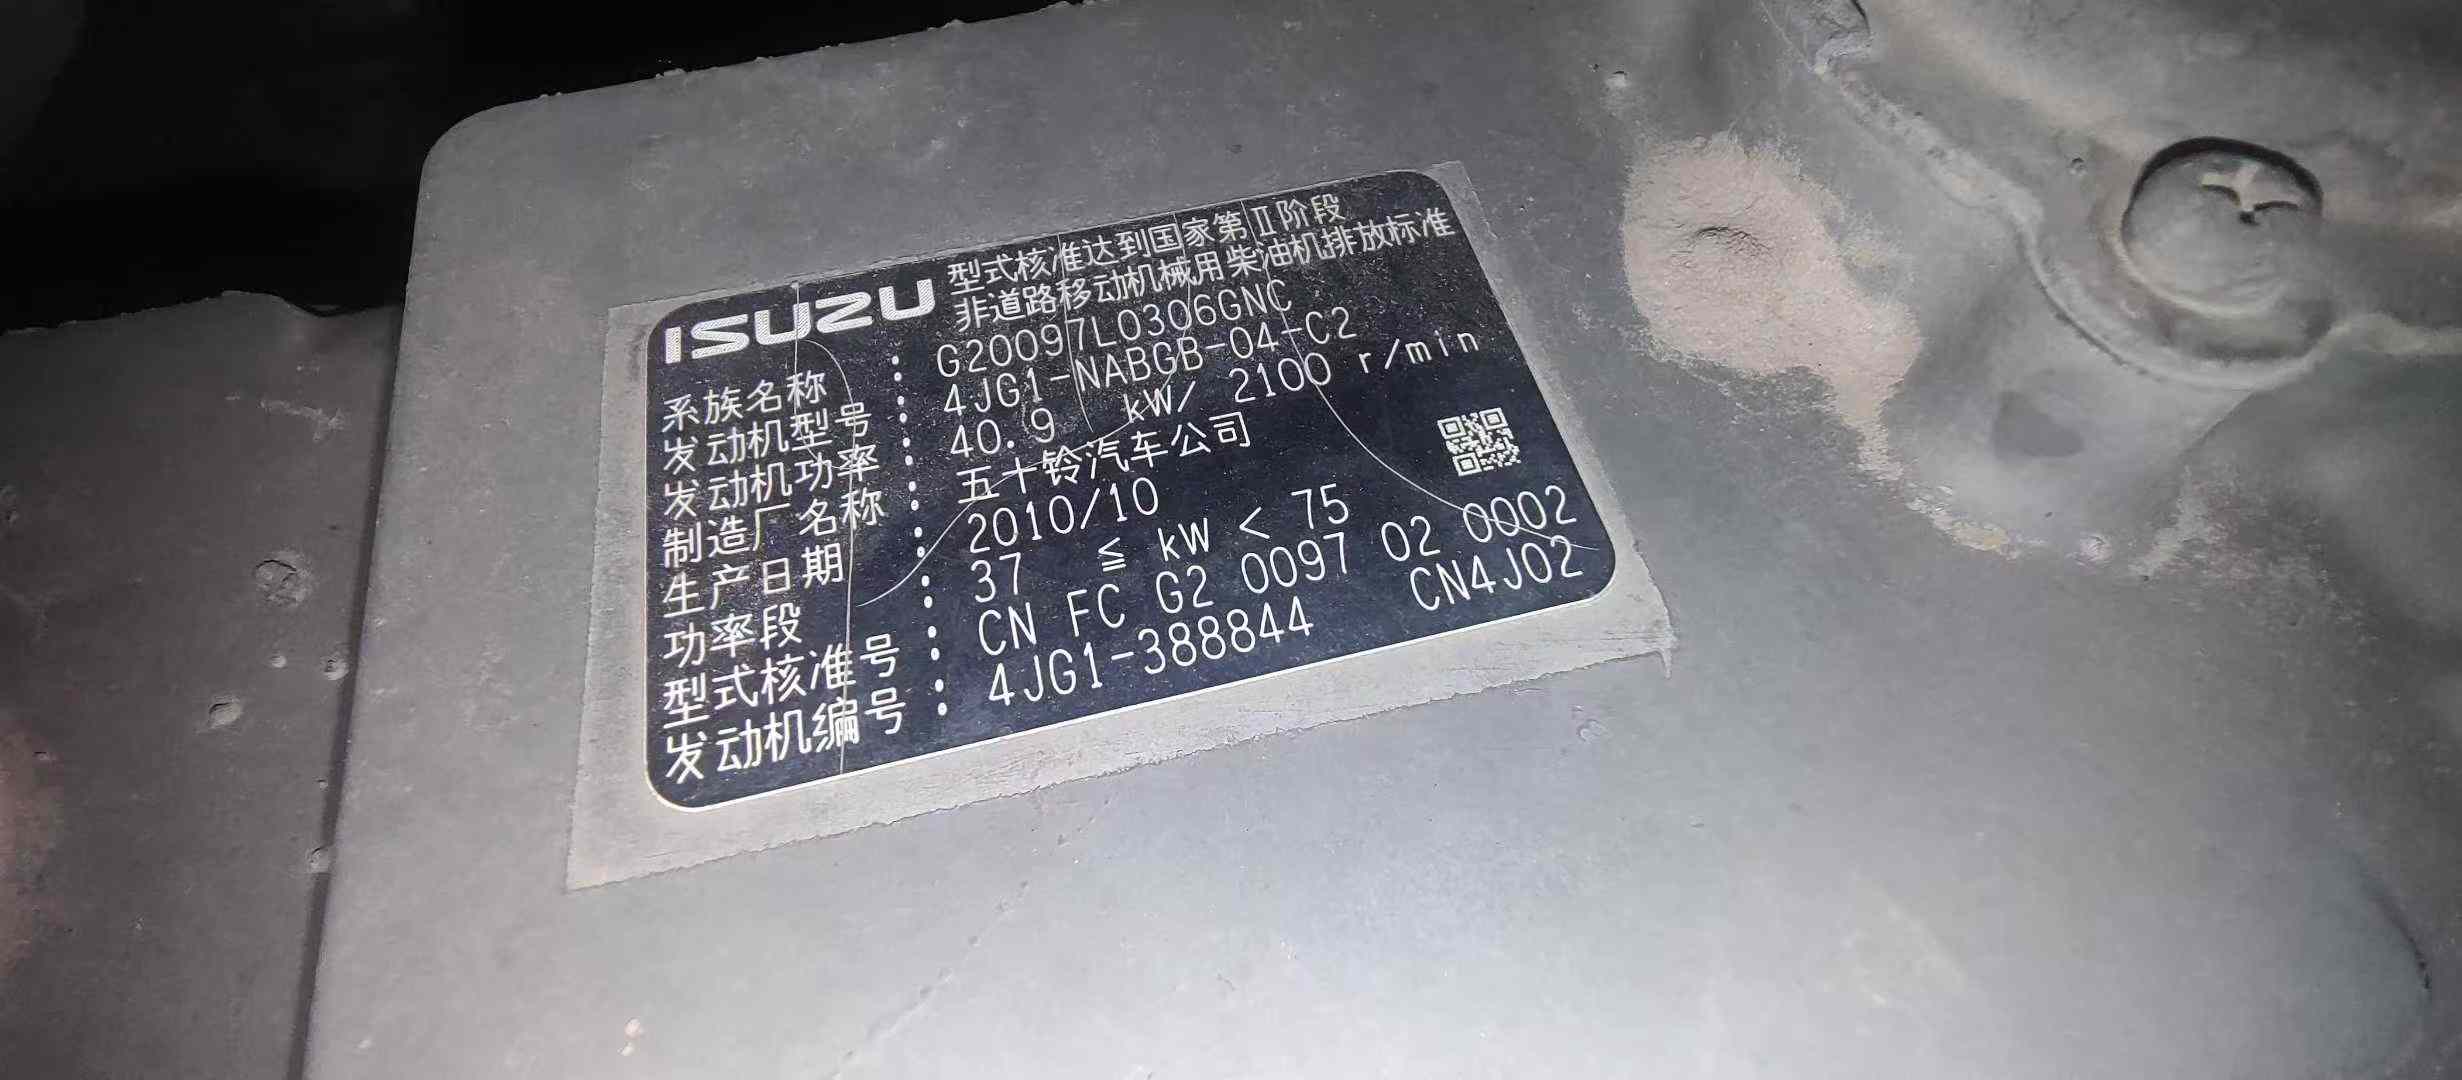 ISUZU
型式核准达到国家第Ⅱ阶段
非道路移动机械用柴油机排放标准
系族名称 : G20097L0306GNC
发动机型号 : 4JG1-NABGB-04-C2
发动机功率 : 40.9 kW/ 2100 r/min
制造厂名称 : 五十铃汽车公司
生产日期 : 2010/10
功率段 : 37 ≦ kW < 75
型式核准号 : CN FC G2 0097 02 0002
发动机编号 : 4JG1-388844 CN4J02